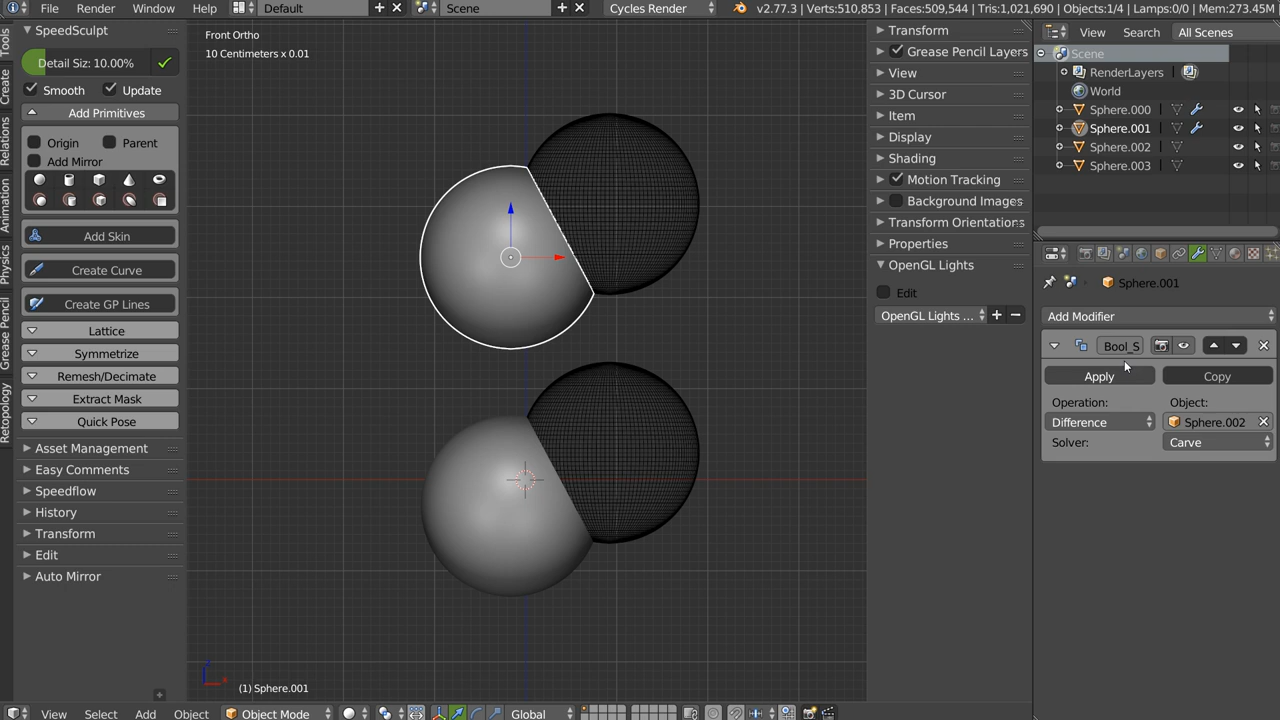 File Render Window Help Default Scene Cycles Render v2.77.3 | Verts:510,853 | Faces:509,544 | Tris:1,021,690 | Objects:1/4 | Lamps:0/0 | Mem:273.45M
Tools
Create
Relations
Animation
Physics
Grease Pencil
Retopology
SpeedSculpt
Detail Siz: 10.00%
Smooth Update
Add Primitives
Origin Parent
Add Mirror
Add Skin
Create Curve
Create GP Lines
Lattice
Symmetrize
Remesh/Decimate
Extract Mask
Quick Pose
Asset Management
Easy Comments
Speedflow
History
Transform
Edit
Auto Mirror
Front Ortho
10 Centimeters x 0.01
(1) Sphere.001
View Select Add Object Object Mode Global
Transform
Grease Pencil Layers
View
3D Cursor
Item
Display
Shading
Motion Tracking
Background Images
Transform Orientations
Properties
OpenGL Lights
Edit
OpenGL Lights ...
View Search All Scenes
Scene
RenderLayers
World
Sphere.000
Sphere.001
Sphere.002
Sphere.003
Sphere.001
Add Modifier
Bool_S
Apply Copy
Operation: Object:
Difference Sphere.002
Solver: Carve